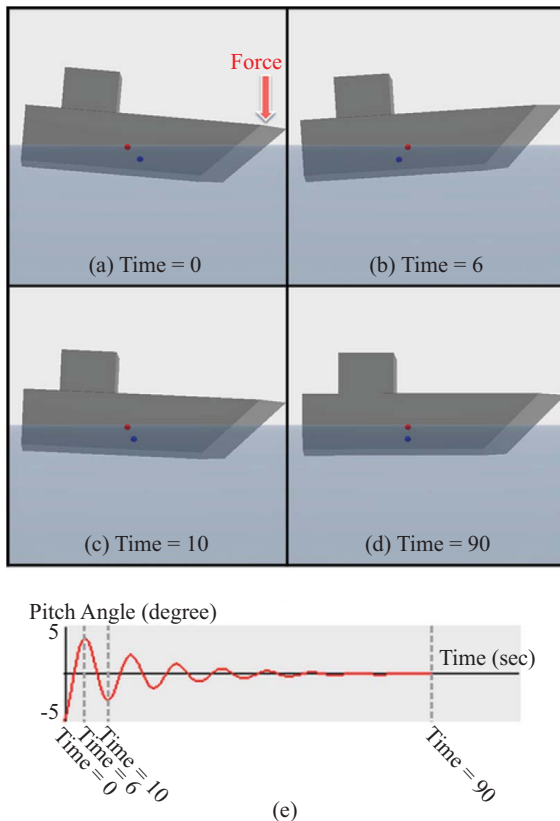 Force
(a) Time = 0
(b) Time = 6
(c) Time = 10
(d) Time = 90
Pitch Angle (degree)
5
Time (sec)
-5
Time = 0
Time = 6
Time = 10
Time = 90
(e)